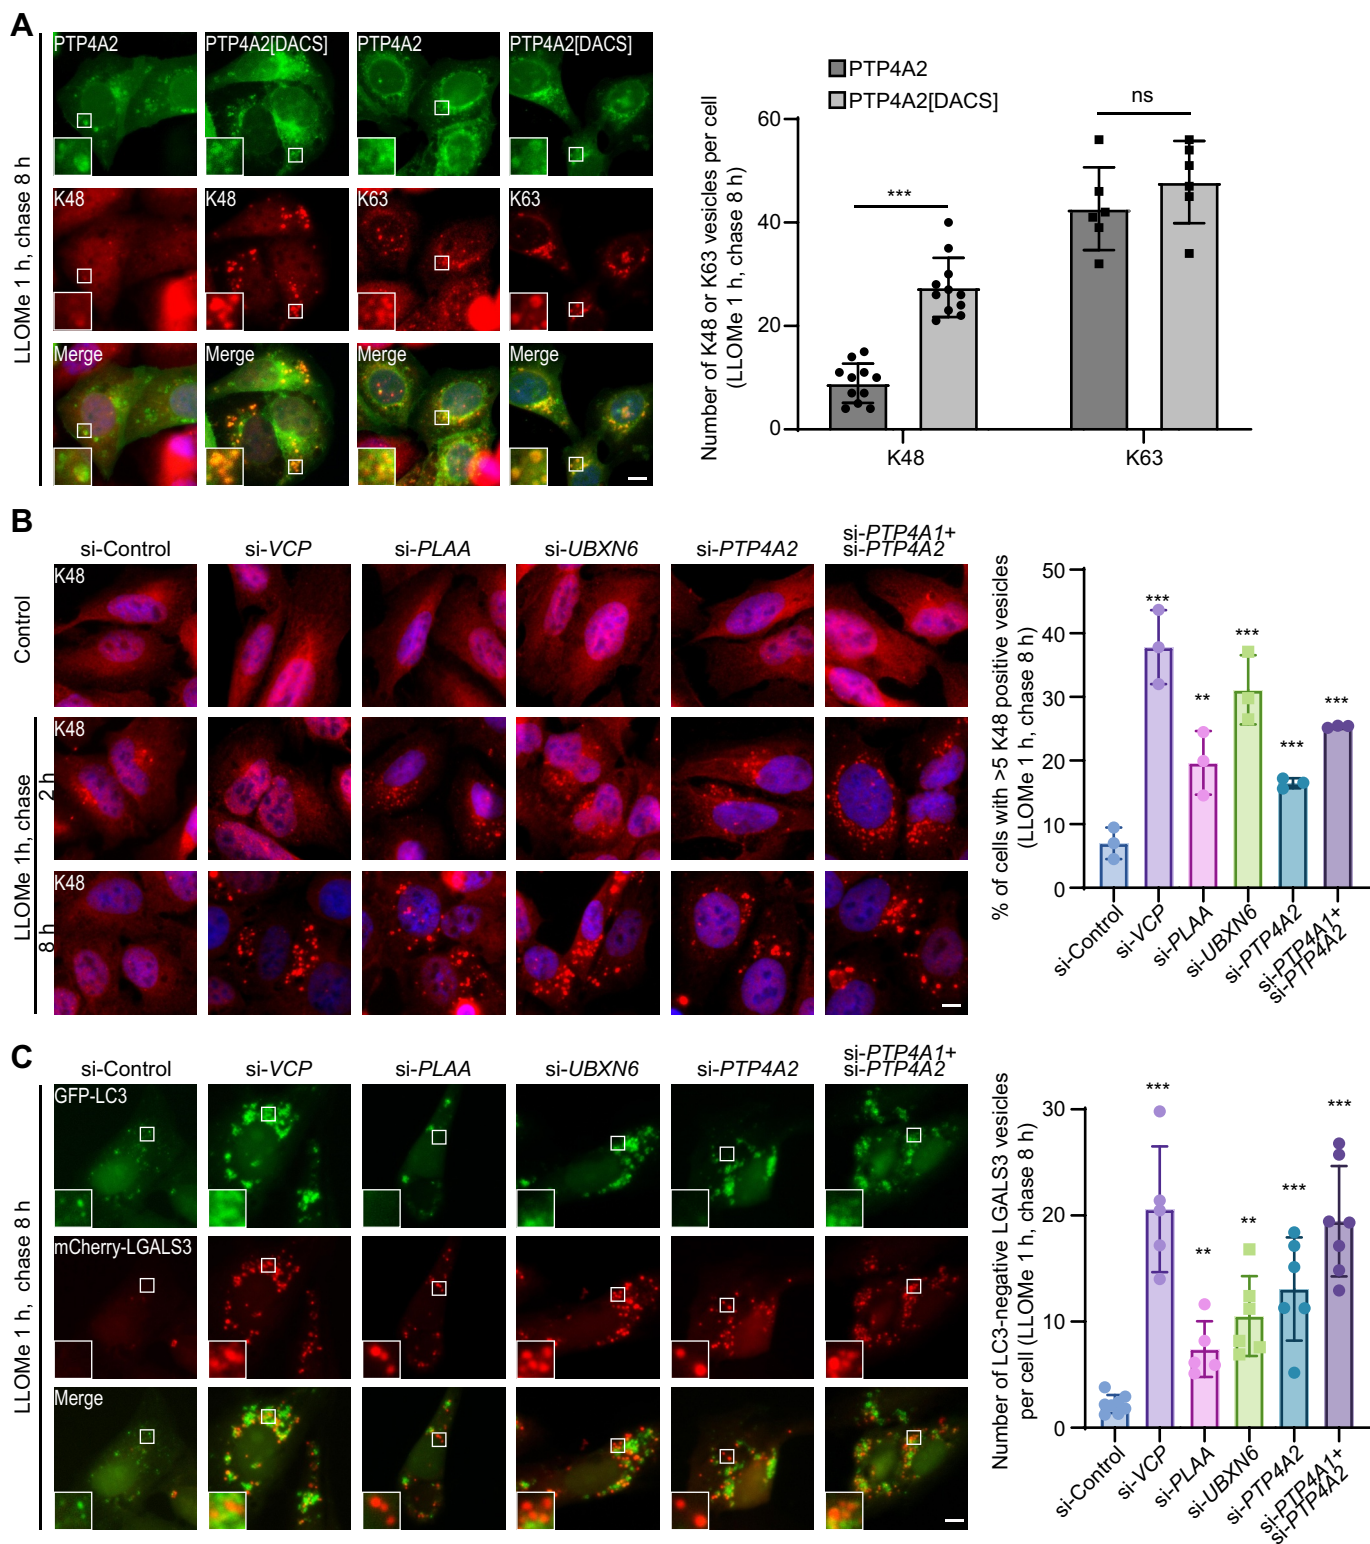 A
LLOMe 1 h, chase 8 h
PTP4A2
PTP4A2[DACS]
PTP4A2
PTP4A2[DACS]
K48
K48
K63
K63
Merge
Merge
Merge
Merge
Number of K48 or K63 vesicles per cell
(LLOMe 1 h, chase 8 h)
PTP4A2
PTP4A2[DACS]
60
40
20
0
***
ns
K48
K63
B
si-Control
si-VCP
si-PLAA
si-UBXN6
si-PTP4A2
si-PTP4A1+
si-PTP4A2
Control
K48
LLOMe 1h, chase
2 h
K48
8 h
K48
% of cells with >5 K48 positive vesicles
(LLOMe 1 h, chase 8 h)
50
40
30
20
10
0
***
**
***
***
***
si-Control
si-VCP
si-PLAA
si-UBXN6
si-PTP4A2
si-PTP4A1+
si-PTP4A2
C
si-Control
si-VCP
si-PLAA
si-UBXN6
si-PTP4A2
si-PTP4A1+
si-PTP4A2
LLOMe 1 h, chase 8 h
GFP-LC3
mCherry-LGALS3
Merge
Number of LC3-negative LGALS3 vesicles
per cell (LLOMe 1 h, chase 8 h)
30
20
10
0
***
**
**
***
***
si-Control
si-VCP
si-PLAA
si-UBXN6
si-PTP4A2
si-PTP4A1+
si-PTP4A2